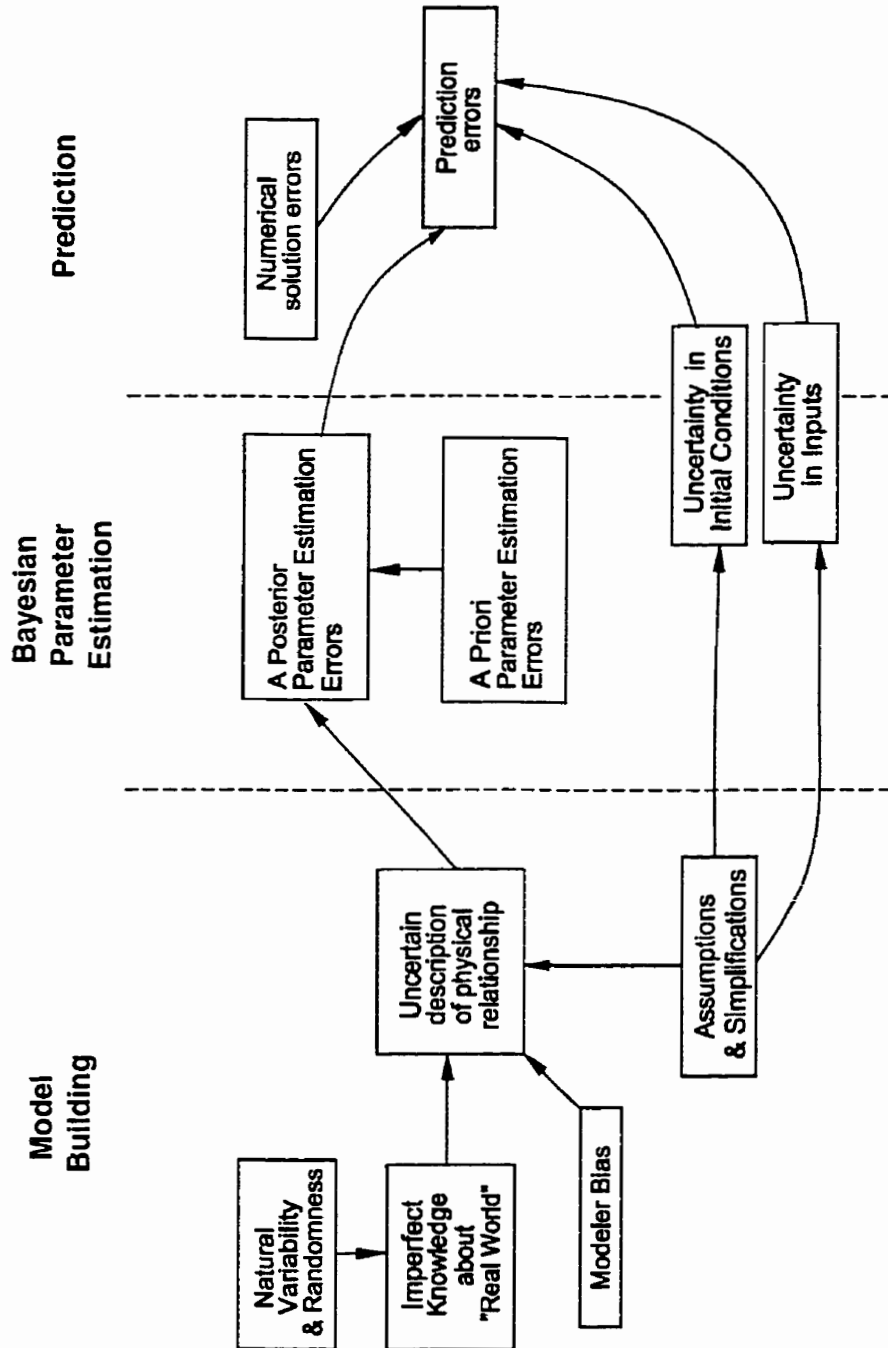 Model
Building
Bayesian
Parameter
Estimation
Prediction
Natural
Variability
& Randomness
Imperfect
Knowledge
about
"Real World"
Modeler Bias
Uncertain
description
of physical
relationship
Assumptions
& Simplifications
A Posterior
Parameter Estimation
Errors
A Priori
Parameter Estimation
Errors
Uncertainty in
Initial Conditions
Uncertainty
in Inputs
Numerical
solution errors
Prediction
errors